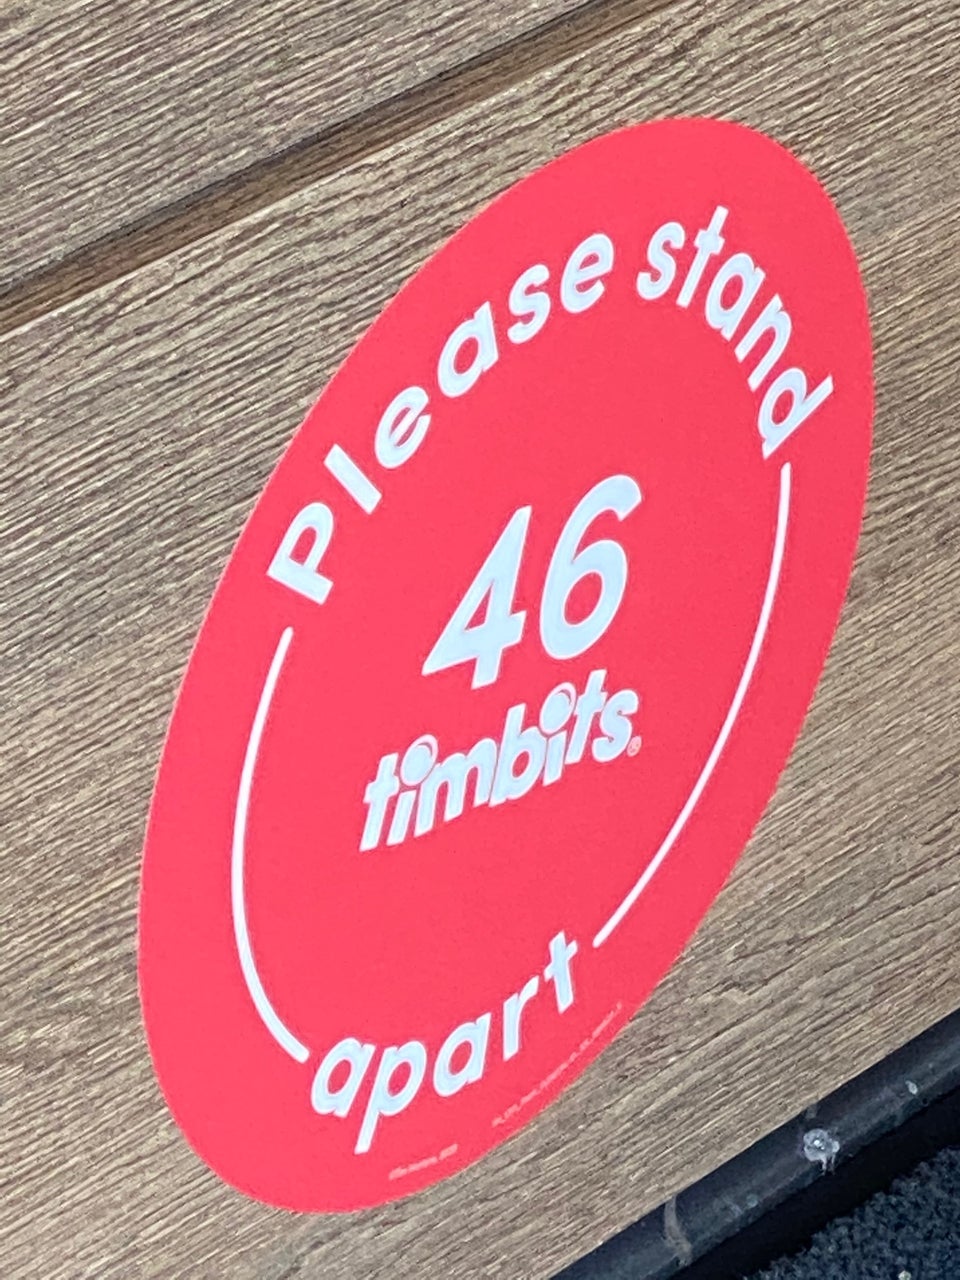 Please stand
46
timbits®
apart